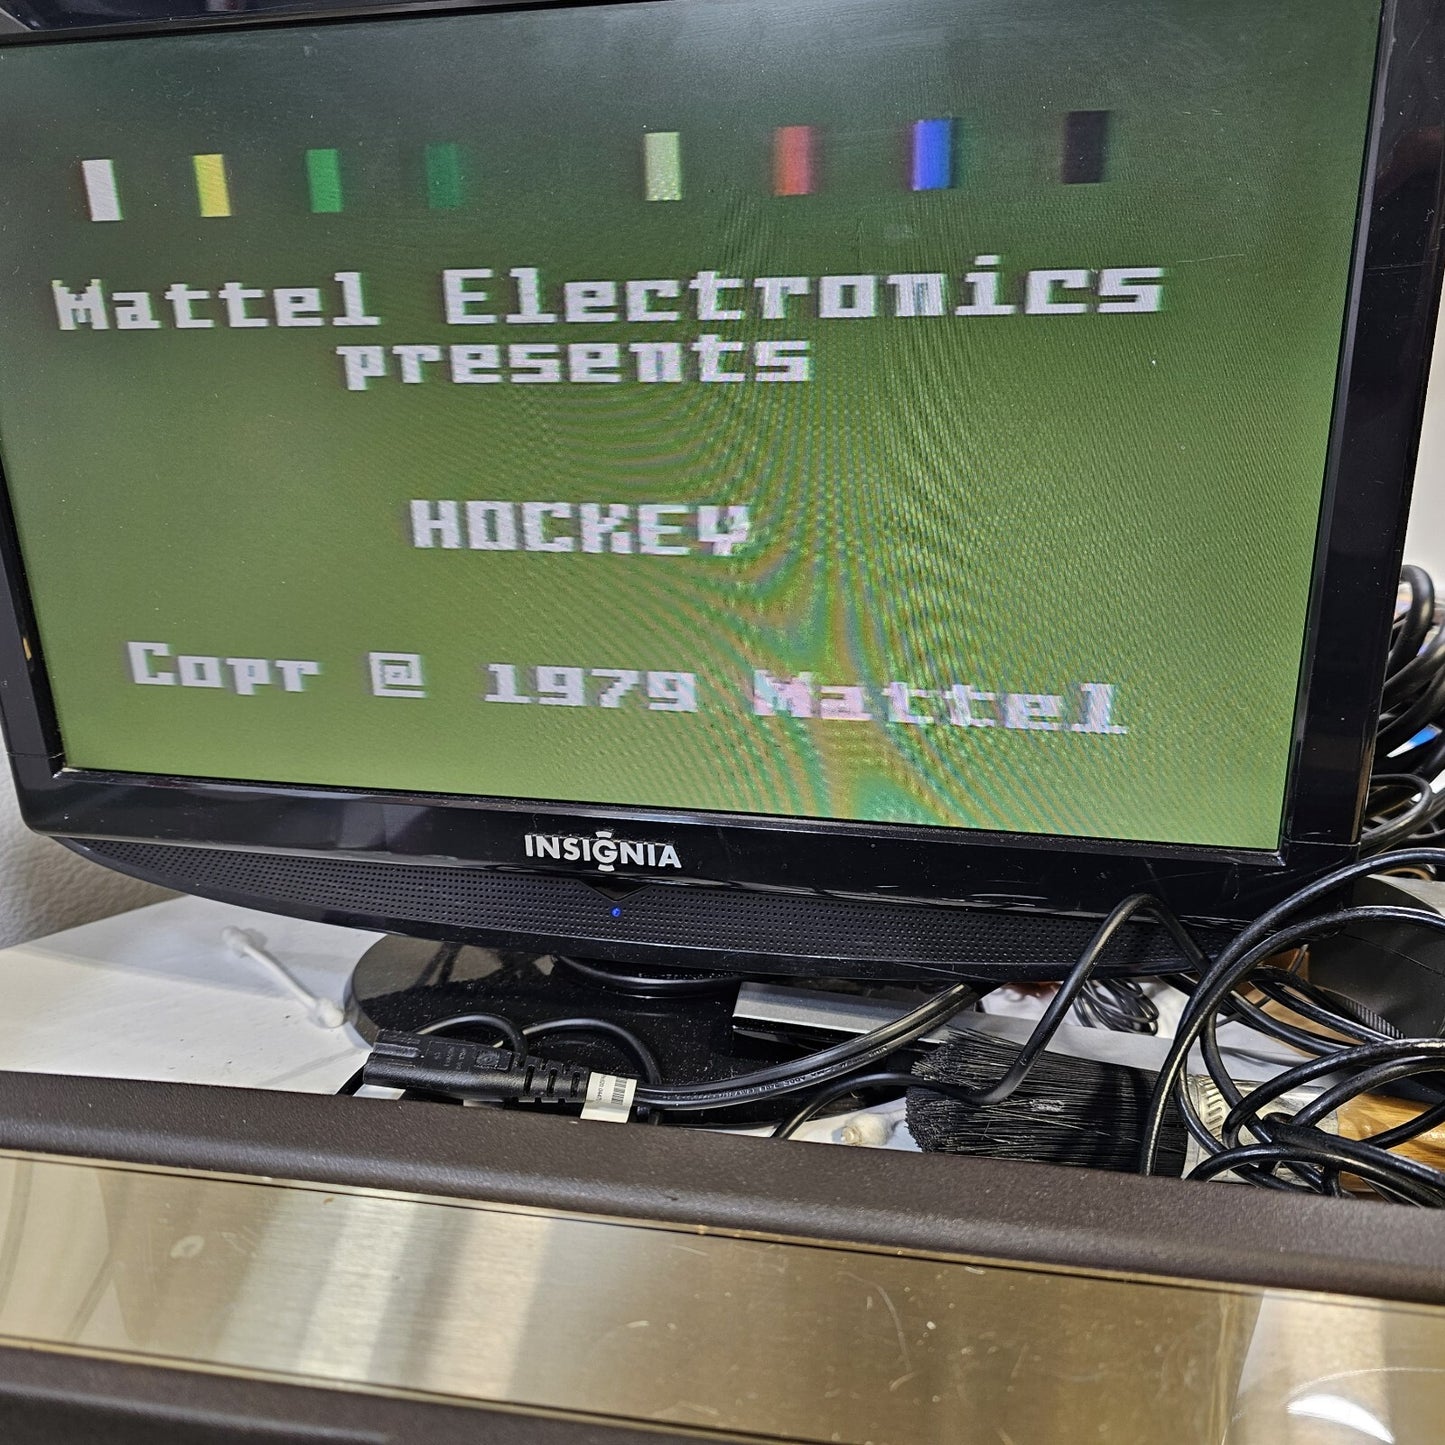 Mattel Electronics
presents
HOCKEY
Copr @ 1979 Mattel
INSIGNIA